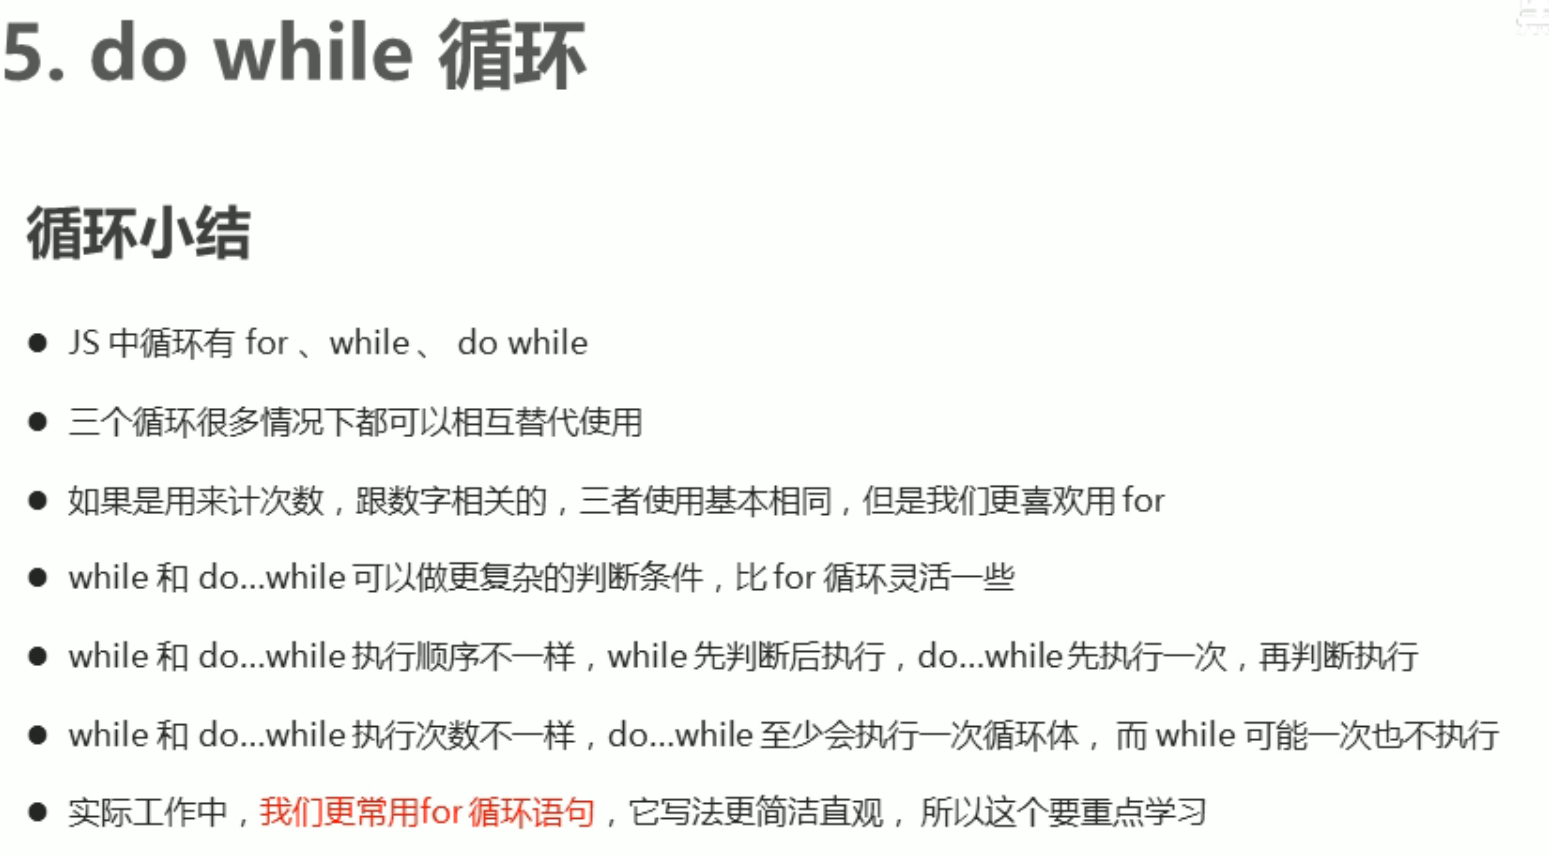 5. do while 循环
循环小结
● JS 中循环有 for 、while 、 do while
● 三个循环很多情况下都可以相互替代使用
● 如果是用来计次数，跟数字相关的，三者使用基本相同，但是我们更喜欢用 for
● while 和 do...while 可以做更复杂的判断条件，比 for 循环灵活一些
● while 和 do...while 执行顺序不一样，while 先判断后执行，do...while 先执行一次，再判断执行
● while 和 do...while 执行次数不一样，do...while 至少会执行一次循环体， 而 while 可能一次也不执行
● 实际工作中，我们更常用for 循环语句，它写法更简洁直观， 所以这个要重点学习